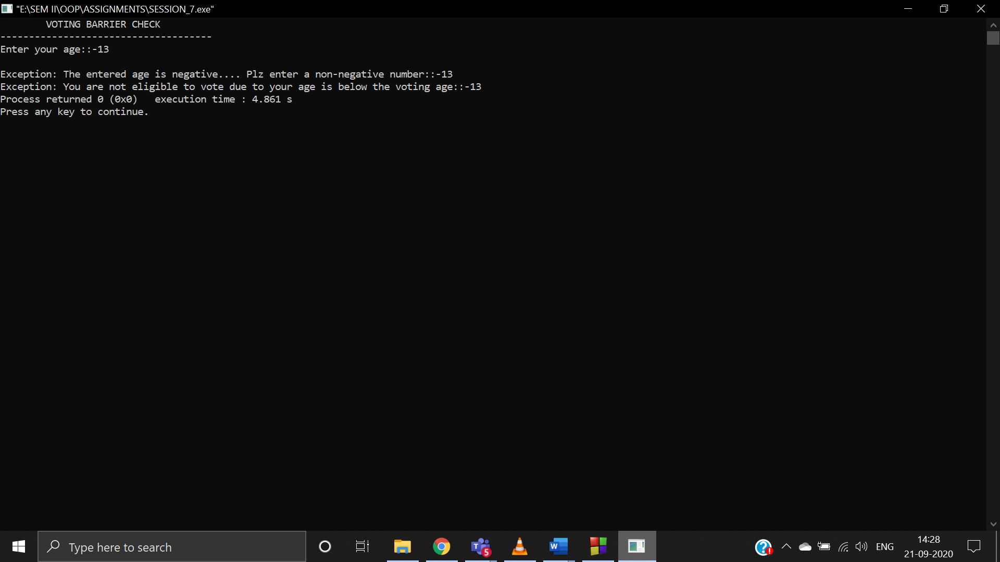 "E:\SEM II\OOP\ASSIGNMENTS\SESSION_7.exe"
VOTING BARRIER CHECK
-------------------------------------
Enter your age::-13
Exception: The entered age is negative.... Plz enter a non-negative number::-13
Exception: You are not eligible to vote due to your age is below the voting age::-13
Process returned 0 (0x0)   execution time : 4.861 s
Press any key to continue.
Type here to search
T
5
W
?
!
ENG
14:28
21-09-2020